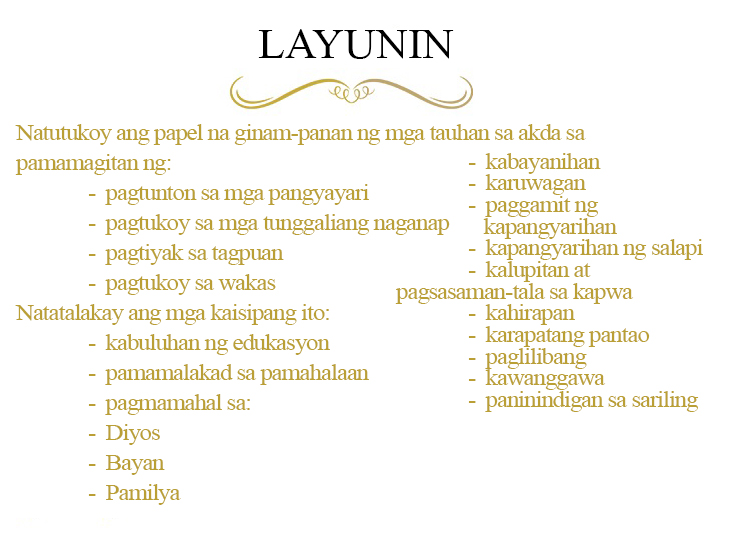 LAYUNIN
Natutukoy ang papel na ginam-panan ng mga tauhan sa akda sa
pamamagitan ng:
- pagtunton sa mga pangyayari
- pagtukoy sa mga tunggaliang naganap
- pagtiyak sa tagpuan
- pagtukoy sa wakas
Natatalakay ang mga kaisipang ito:
- kabuluhan ng edukasyon
- pamamalakad sa pamahalaan
- pagmamahal sa:
- Diyos
- Bayan
- Pamilya
- kabayanihan
- karuwagan
- paggamit ng
kapangyarihan
- kapangyarihan ng salapi
- kalupitan at
pagsasaman-tala sa kapwa
- kahirapan
- karapatang pantao
- paglilibang
- kawanggawa
- paninindigan sa sariling